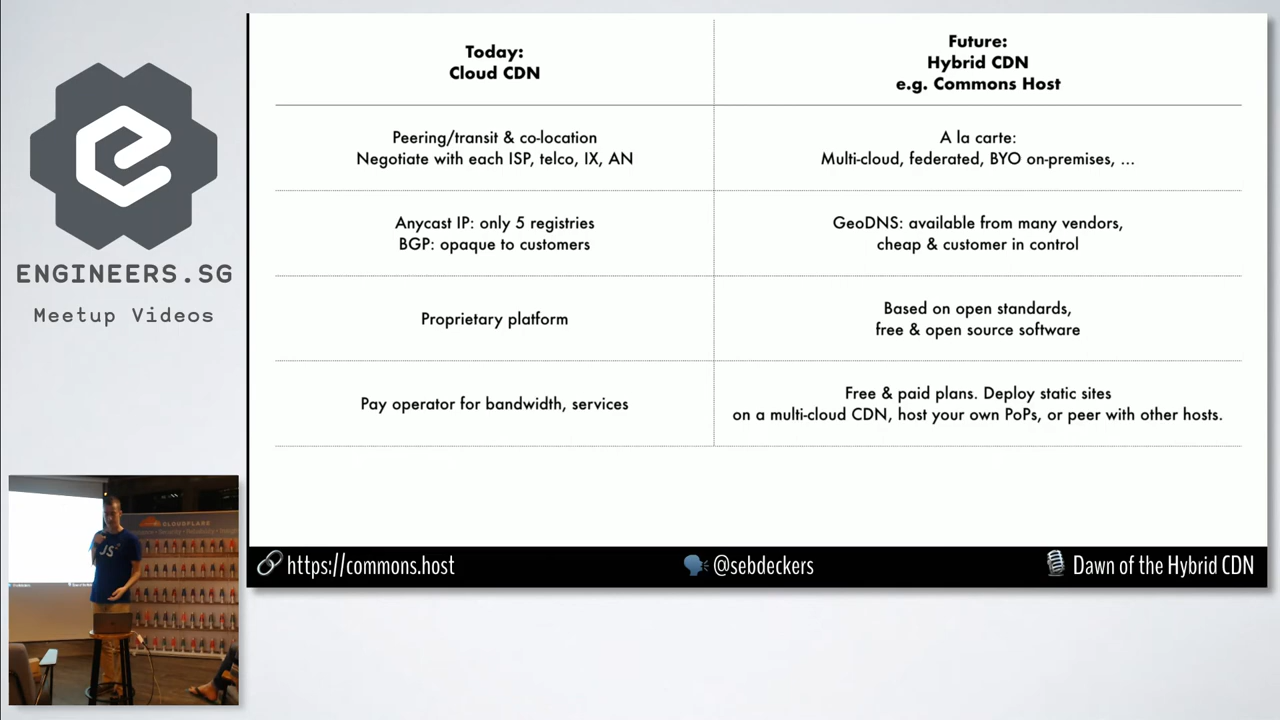 ENGINEERS.SG
Meetup Videos
Today:
Cloud CDN
Future:
Hybrid CDN
e.g. Commons Host
Peering/transit & co-location
Negotiate with each ISP, telco, IX, AN
A la carte:
Multi-cloud, federated, BYO on-premises, ...
Anycast IP: only 5 registries
BGP: opaque to customers
GeoDNS: available from many vendors,
cheap & customer in control
Proprietary platform
Based on open standards,
free & open source software
Pay operator for bandwidth, services
Free & paid plans. Deploy static sites
on a multi-cloud CDN, host your own PoPs, or peer with other hosts.
https://commons.host
@sebdeckers
Dawn of the Hybrid CDN
CLOUDFLARE
JS